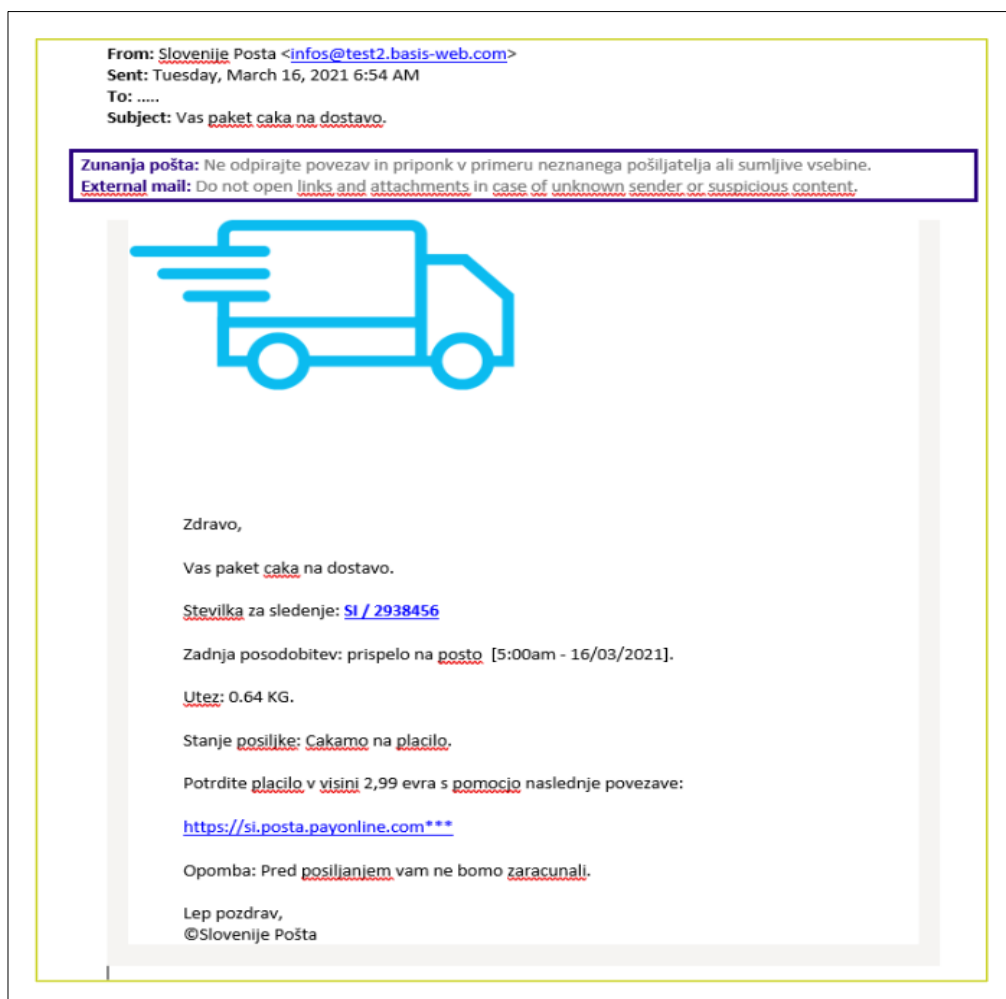 From: Slovenije Posta <infos@test2.basis-web.com>
Sent: Tuesday, March 16, 2021 6:54 AM
To: .....
Subject: Vas paket caka na dostavo.
Zunanja pošta: Ne odpirajte povezav in priponk v primeru neznanega pošiljatelja ali sumljive vsebine.
External mail: Do not open links and attachments in case of unknown sender or suspicious content.
Zdravo,
Vas paket caka na dostavo.
Stevilka za sledenje: SI / 2938456
Zadnja posodobitev: prispelo na posto [5:00am - 16/03/2021].
Utez: 0.64 KG.
Stanje posiljke: Cakamo na placilo.
Potrdite placilo v visini 2,99 evra s pomocjo naslednje povezave:
https://si.posta.payonline.com***
Opomba: Pred posiljanjem vam ne bomo zaracunali.
Lep pozdrav,
©Slovenije Pošta